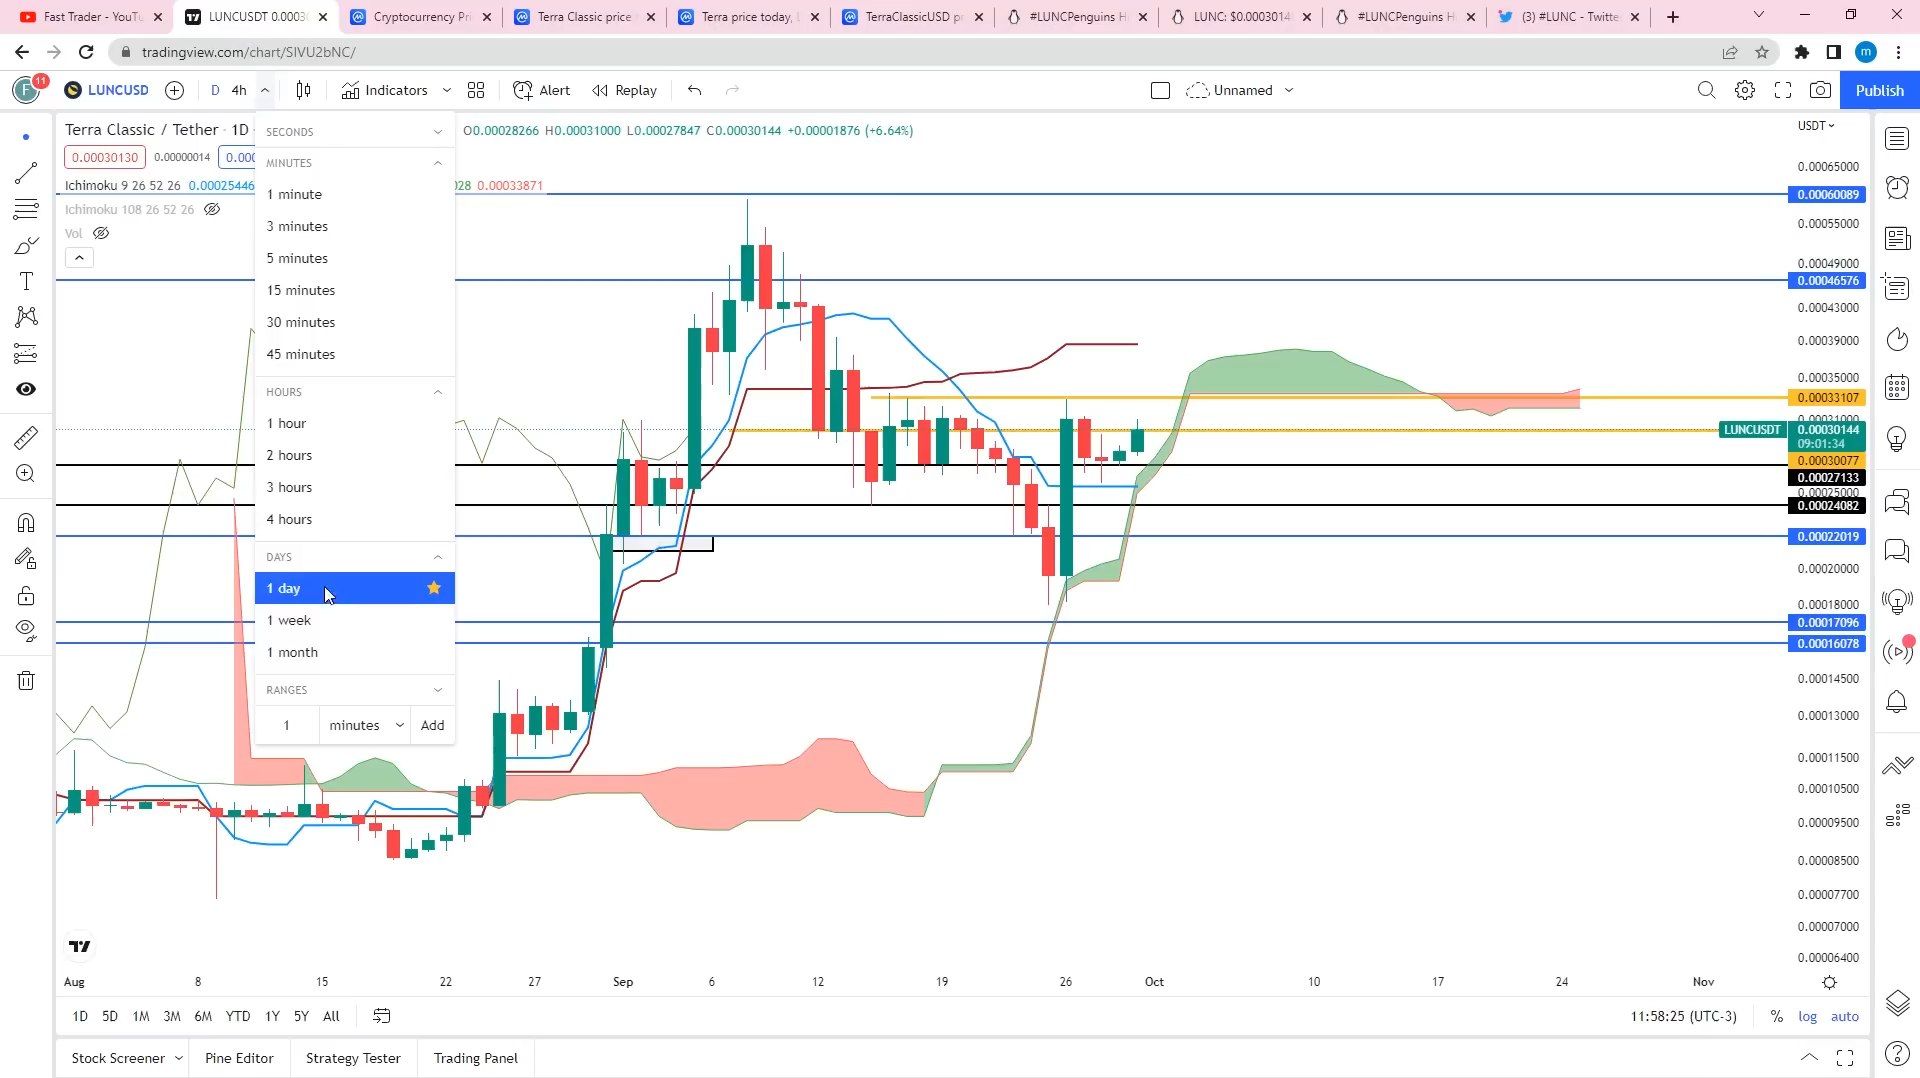 Fast Trader - YouTu
LUNCUSDT 0.0003
Cryptocurrency Pri
Terra Classic price
Terra price today, L
TerraClassicUSD p
#LUNCPenguins H
LUNC: $0.000301
#LUNCPenguins H
(3) #LUNC - Twitte
tradingview.com/chart/SIVU2bNC/
m
F
11
LUNCUSD
D
4h
Indicators
Alert
Replay
Unnamed
Publish
Terra Classic / Tether · 1D
O0.00028266 H0.00031000 L0.00027847 C0.00030144 +0.00001876 (+6.64%)
0.00030130
0.00000014
0.000
Ichimoku 9 26 52 26 0.00025446
028 0.00033871
Ichimoku 108 26 52 26
Vol
SECONDS
MINUTES
1 minute
3 minutes
5 minutes
15 minutes
30 minutes
45 minutes
HOURS
1 hour
2 hours
3 hours
4 hours
DAYS
1 day
1 week
1 month
RANGES
1
minutes
Add
USDT
0.00065000
0.00060089
0.00055000
0.00049000
0.00046576
0.00043000
0.00039000
0.00035000
0.00033107
0.00031000
LUNCUSDT
0.00030144
09:01:34
0.00030077
0.00027133
0.00025000
0.00024082
0.00022019
0.00020000
0.00018000
0.00017096
0.00016078
0.00014500
0.00013000
0.00011500
0.00010500
0.00009500
0.00008500
0.00007700
0.00007000
0.00006400
Aug 8 15 22 27 Sep 6 12 19 26 Oct 10 17 24 Nov
1D 5D 1M 3M 6M YTD 1Y 5Y All
11:58:25 (UTC-3)
%
log
auto
Stock Screener
Pine Editor
Strategy Tester
Trading Panel